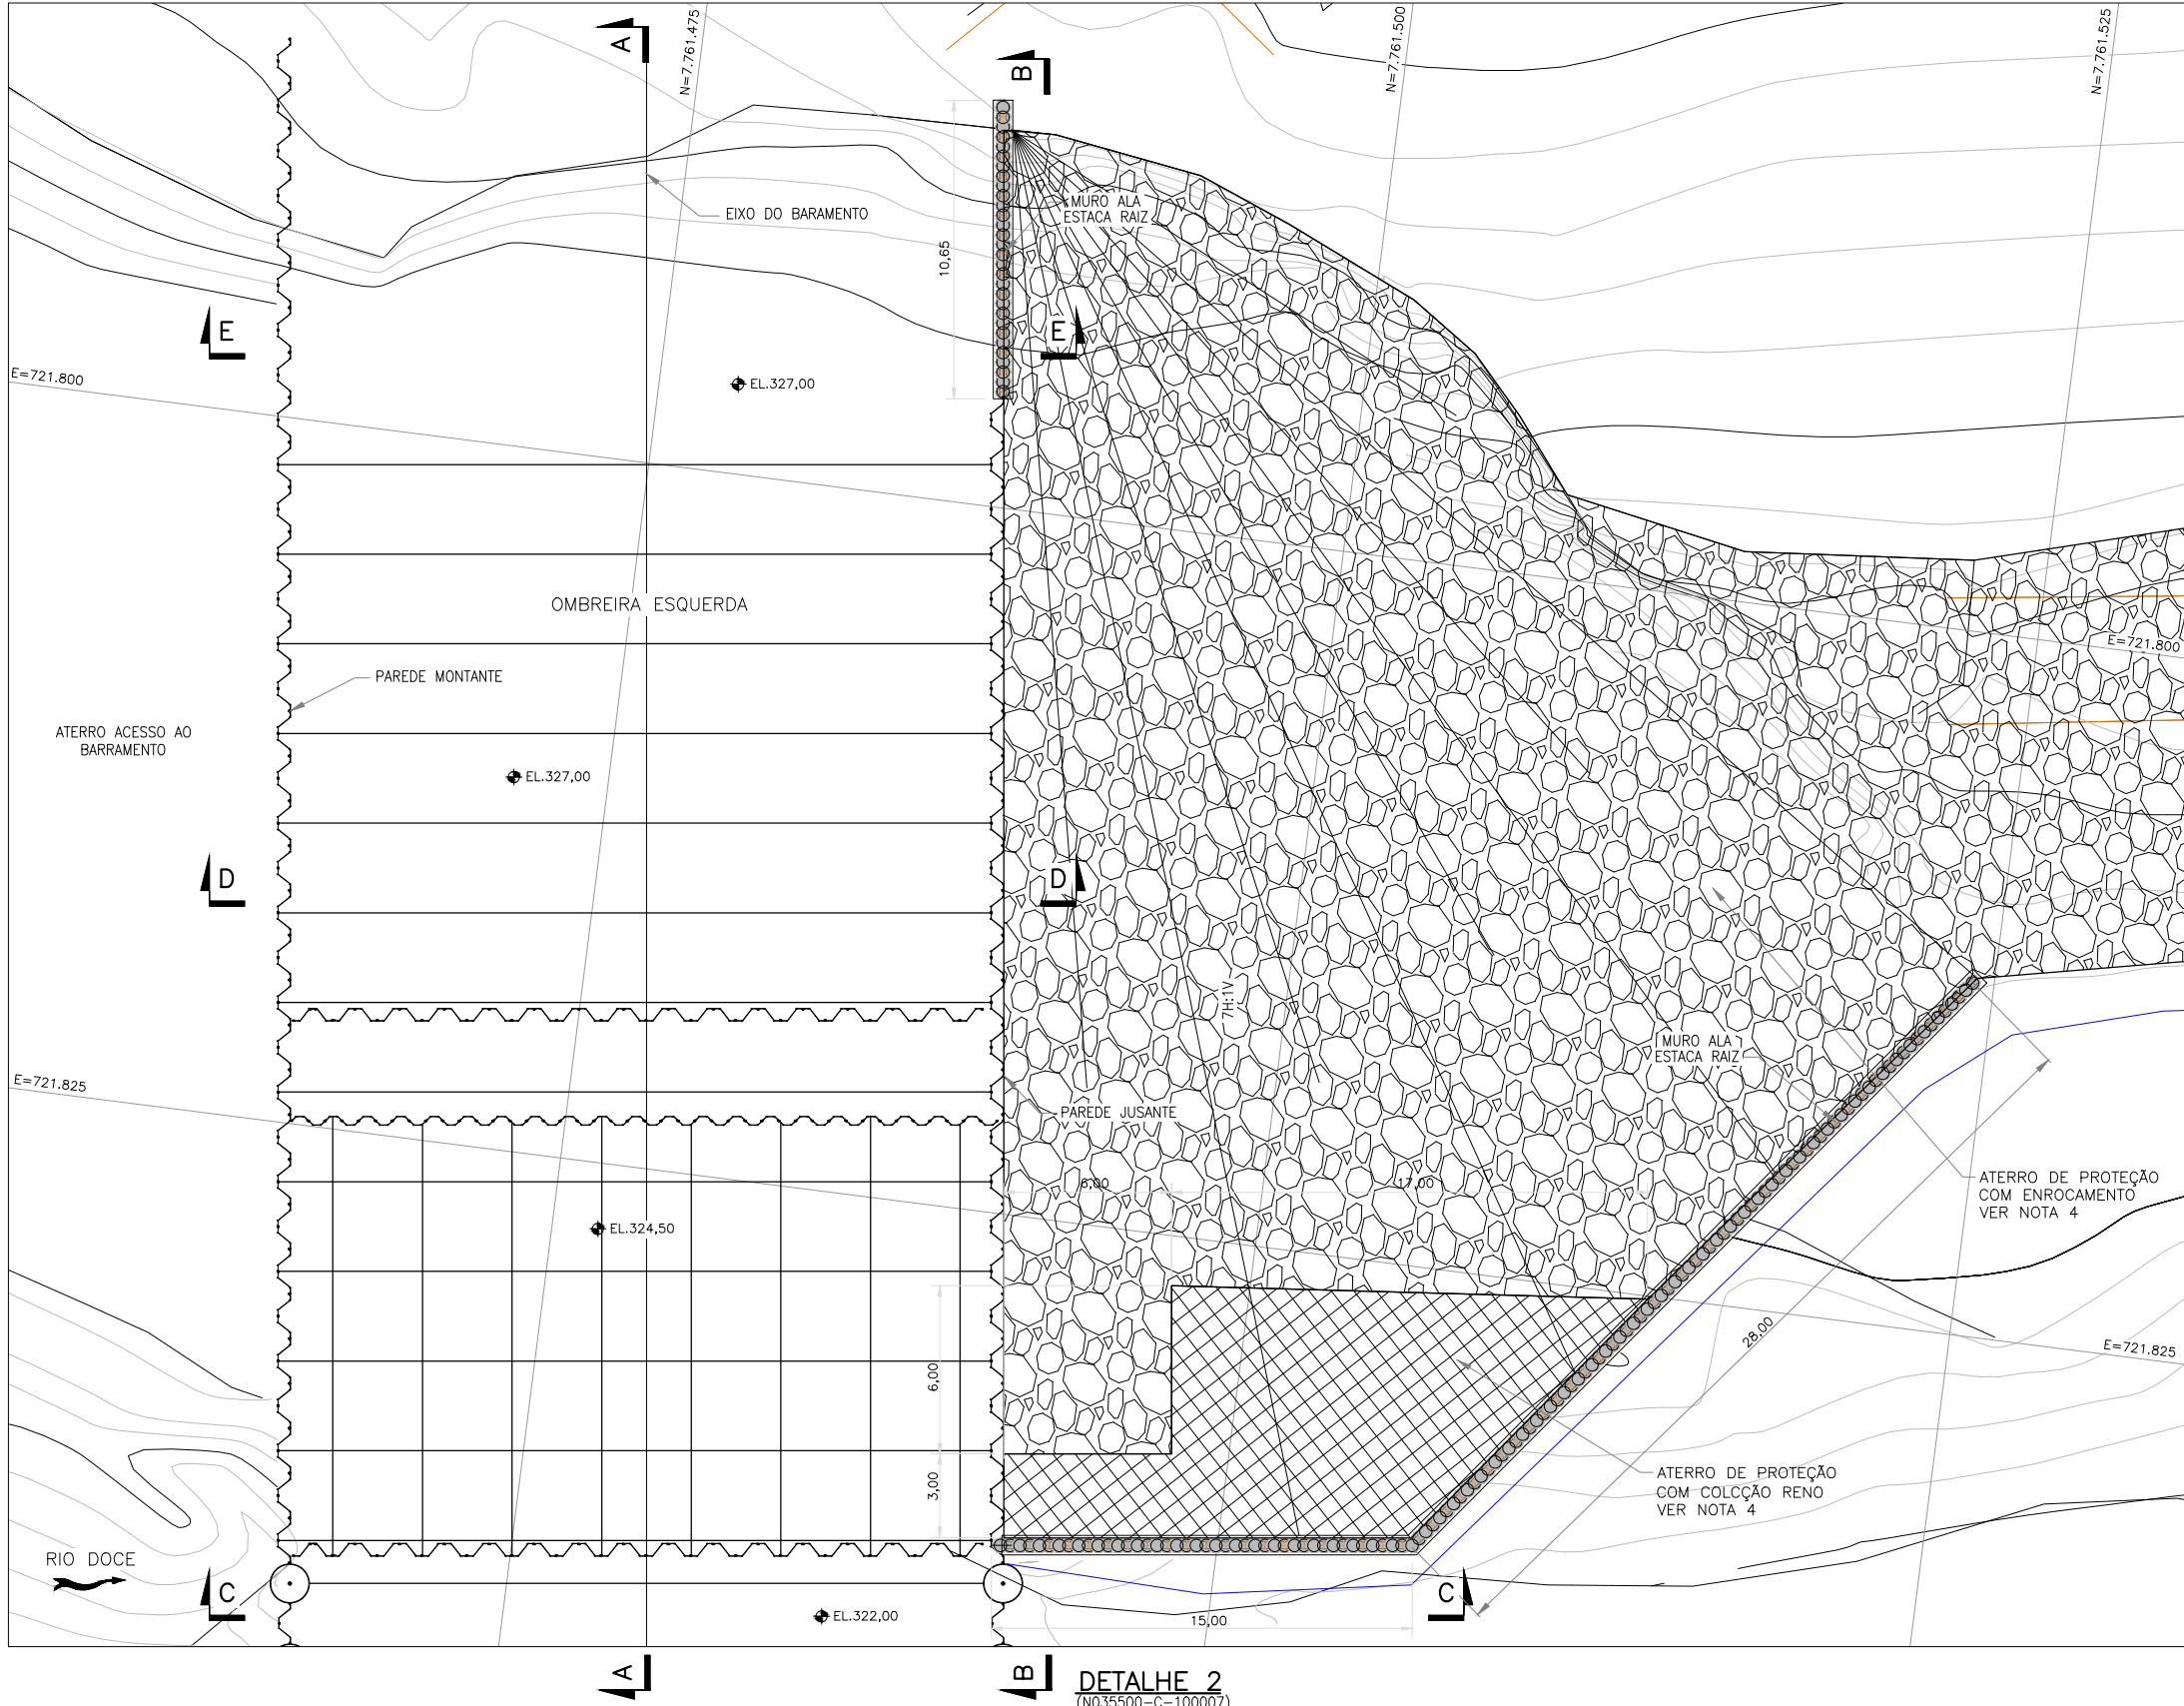 A
N=7.761.475
B
N=7.761.500
N=7.761.525
EIXO DO BARAMENTO
MURO ALA
ESTACA RAIZ
10,65
E
E
E=721.800
EL.327,00
OMBREIRA ESQUERDA
E=721.800
PAREDE MONTANTE
ATERRO ACESSO AO
BARRAMENTO
EL.327,00
D
D
7H:1V
MURO ALA
ESTACA RAIZ
E=721.825
PAREDE JUSANTE
6,00
17,00
ATERRO DE PROTEÇÃO
COM ENROCAMENTO
VER NOTA 4
EL.324,50
28,00
E=721.825
6,00
3,00
ATERRO DE PROTEÇÃO
COM COLCÇÃO RENO
VER NOTA 4
RIO DOCE
C
C
EL.322,00
15,00
A
B
DETALHE 2
(N035500-C-100007)